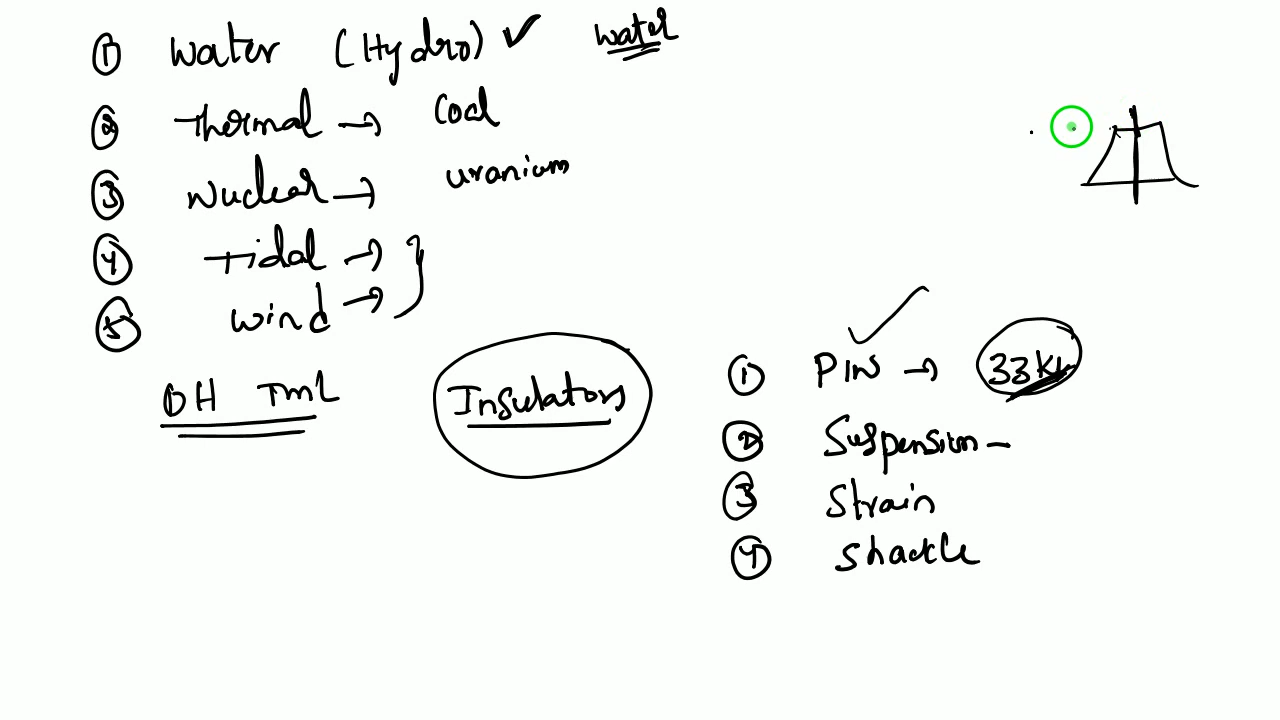 ① Water (Hydro) ✓ water
② Thermal → Coal
③ Nuclear → uranium
④ Tidal →
⑤ wind → }
OH TmL
Insulators
① PIN → 33KV
② Suspension -
③ Strain
④ Shackle